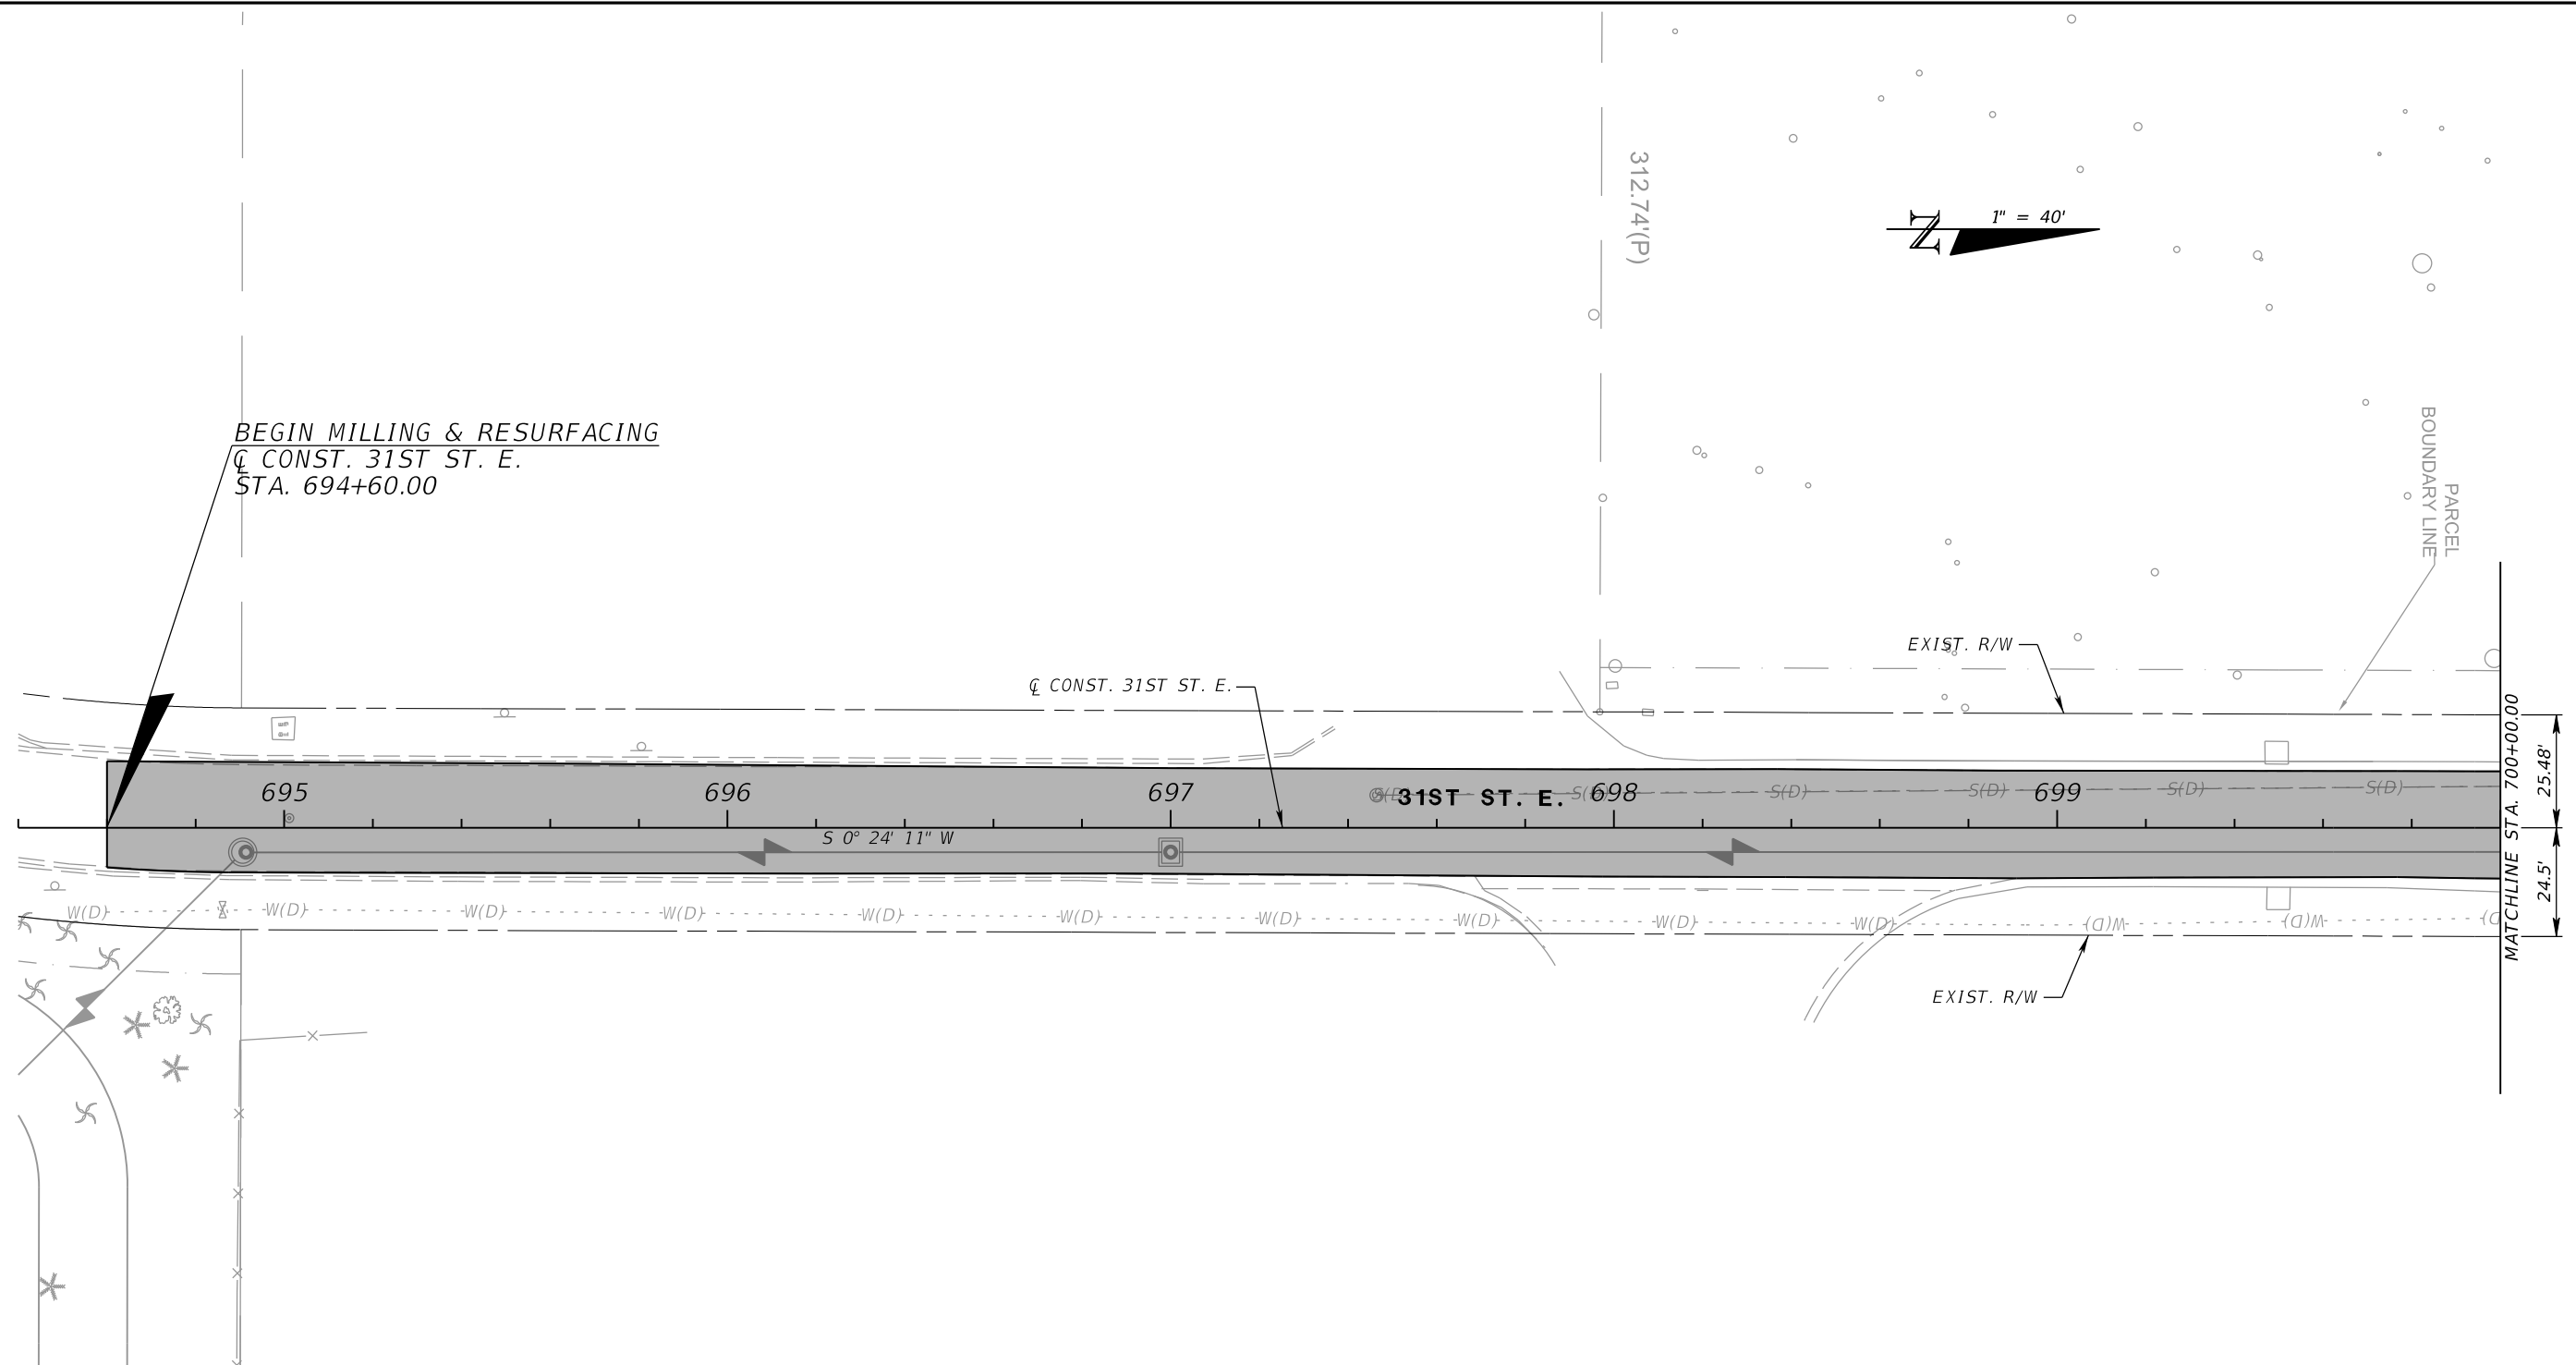 312.74'(P)
N
1" = 40'
BEGIN MILLING & RESURFACING
℄ CONST. 31ST ST. E.
STA. 694+60.00
PARCEL
BOUNDARY LINE
EXIST. R/W
℄ CONST. 31ST ST. E.
MATCHLINE STA. 700+00.00
25.48'
24.5'
695
696
697
31ST ST. E.
698
699
S(D)
S(D)
S(D)
S(D)
S(D)
S(D)
S 0° 24' 11" W
W(D)
W(D)
W(D)
W(D)
W(D)
W(D)
W(D)
W(D)
W(D)
W(D)
W(D)
W(D)
EXIST. R/W